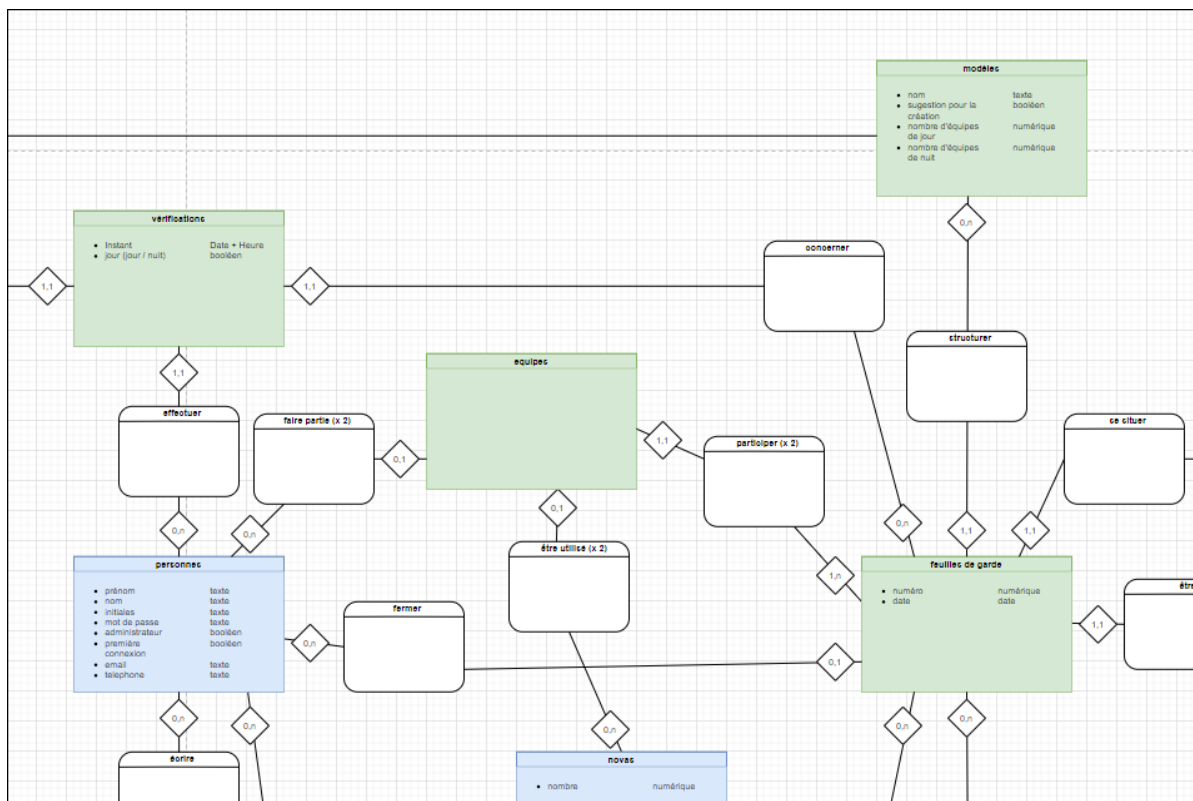 modèles
nom texte
sugestion pour la booléen
création
nombre d'équipes numérique
de jour
nombre d'équipes numérique
de nuit
vérifications
Instant Date + Heure
jour (jour / nuit) booléen
0,n
concerner
1,1
1,1
structurer
equipes
1,1
effectuer
faire partie (x 2)
0,1
1,1
participer (x 2)
se situer
0,n
0,n
0,1
0,n
1,1
1,1
être utilisé (x 2)
personnes
prénom texte
nom texte
initiales texte
mot de passe texte
administrateur booléen
première booléen
connexion
email texte
telephone texte
1,n
feuilles de garde
numéro numérique
date date
être
fermer
0,n
0,1
1,1
0,n
0,n
0,n
0,n
0,n
écrire
novas
nombre numérique